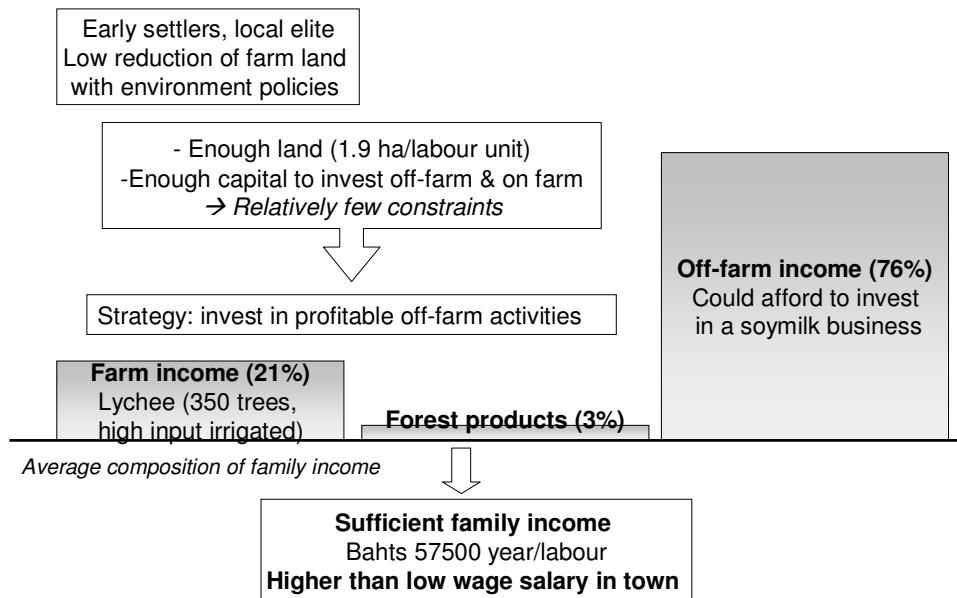 Early settlers, local elite
Low reduction of farm land
with environment policies
- Enough land (1.9 ha/labour unit)
-Enough capital to invest off-farm & on farm
→ Relatively few constraints
Strategy: invest in profitable off-farm activities
Off-farm income (76%)
Could afford to invest
in a soymilk business
Farm income (21%)
Lychee (350 trees,
high input irrigated)
Forest products (3%)
Average composition of family income
Sufficient family income
Bahts 57500 year/labour
Higher than low wage salary in town